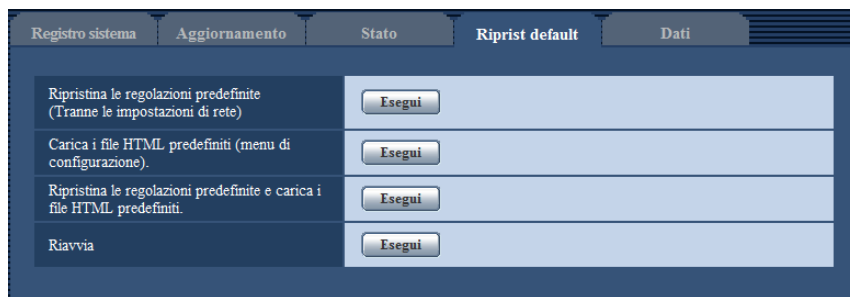 Registro sistema
Aggiornamento
Stato
Riprist default
Dati
Ripristina le regolazioni predefinite
(Tranne le impostazioni di rete)
Esegui
Carica i file HTML predefiniti (menu di
configurazione).
Esegui
Ripristina le regolazioni predefinite e carica i
file HTML predefiniti.
Esegui
Riavvia
Esegui